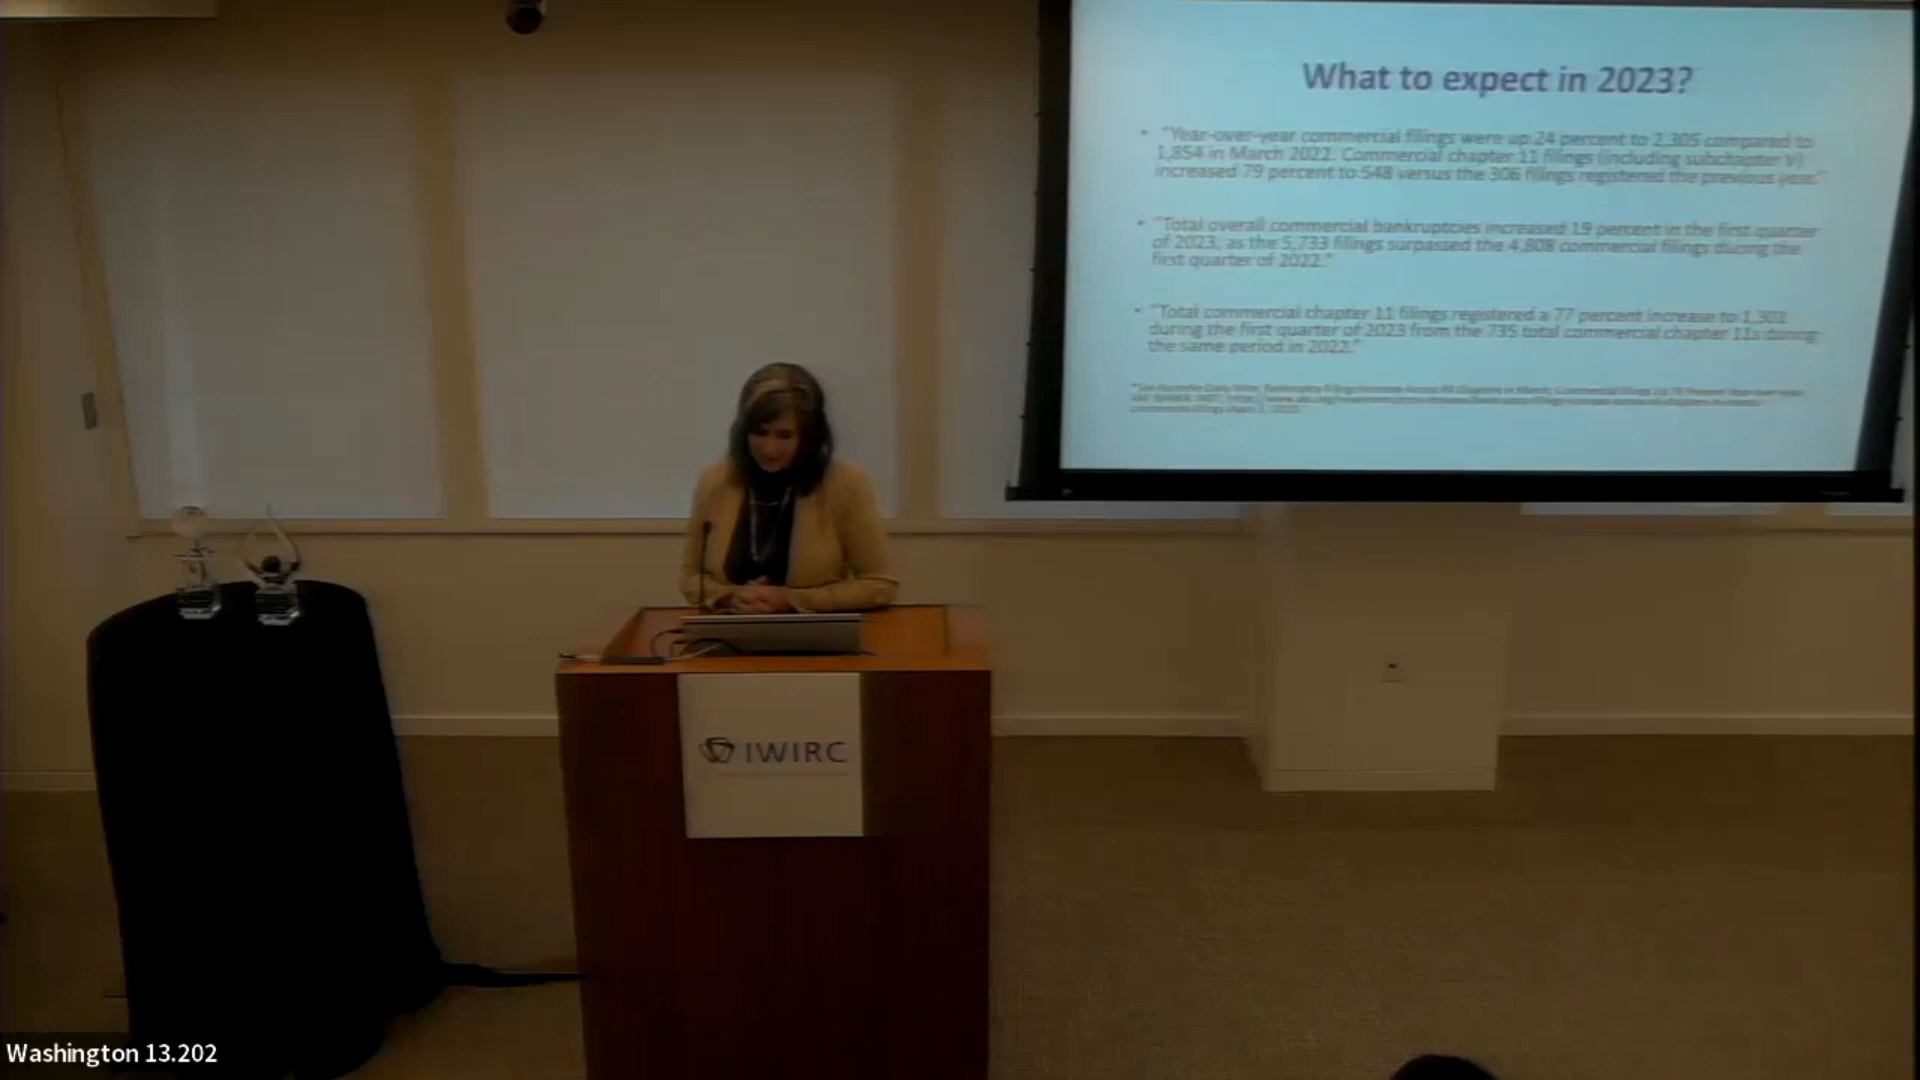 What to expect in 2023?
• "Year-over-year commercial filings were up 24 percent to 2,305 compared to
1,854 in March 2022. Commercial chapter 11 filings (including subchapter V)
increased 79 percent to 548 versus the 306 filings registered the previous year."
• "Total overall commercial bankruptcies increased 19 percent in the first quarter
of 2023, as the 5,733 filings surpassed the 4,808 commercial filings during the
first quarter of 2022."
• "Total commercial chapter 11 filings registered a 77 percent increase to 1,302
during the first quarter of 2023 from the 735 total commercial chapter 11s during
the same period in 2022."
IWIRC
Washington 13.202